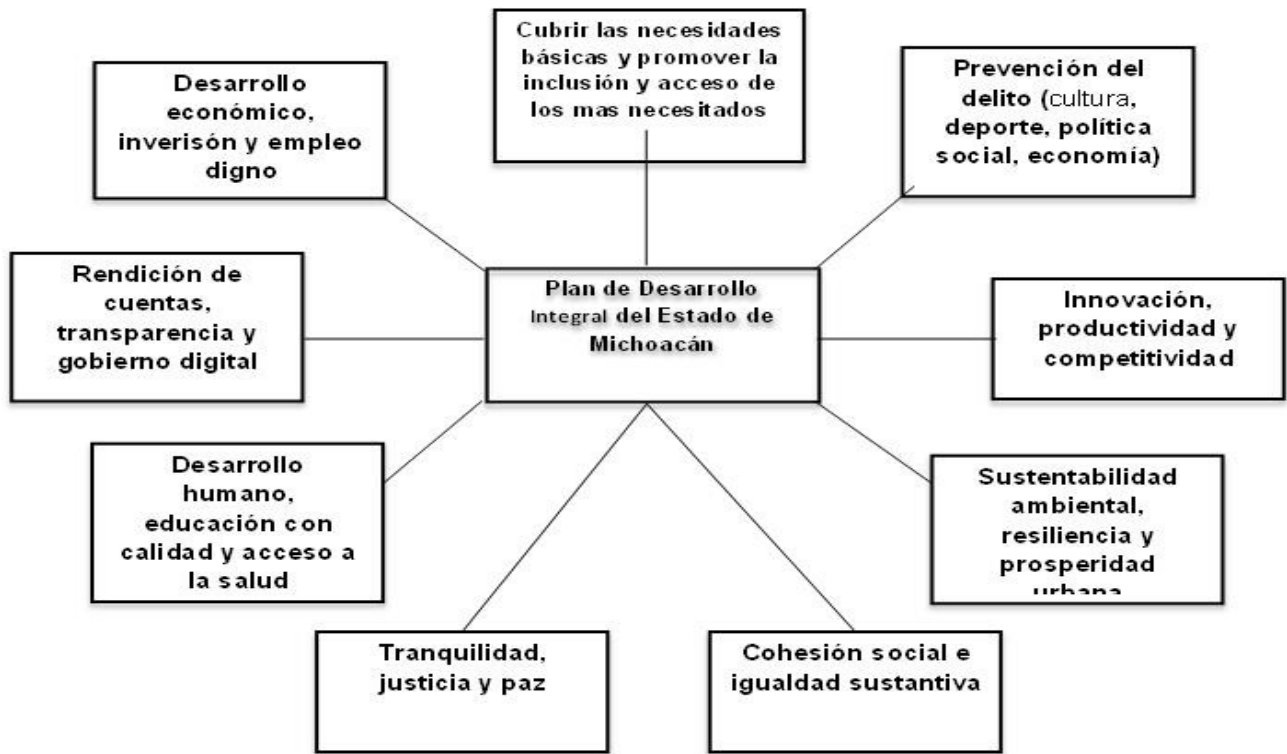 Cubrir las necesidades
básicas y promover la
inclusión y acceso de
los mas necesitados
Desarrollo
económico,
inverisón y empleo
digno
Prevención del
delito (cultura,
deporte, política
social, economía)
Rendición de
cuentas,
transparencia y
gobierno digital
Plan de Desarrollo
Integral del Estado de
Michoacán
Innovación,
productividad y
competitividad
Desarrollo
humano,
educación con
calidad y acceso a
la salud
Sustentabilidad
ambiental,
resiliencia y
prosperidad
urbana
Tranquilidad,
justicia y paz
Cohesión social e
igualdad sustantiva